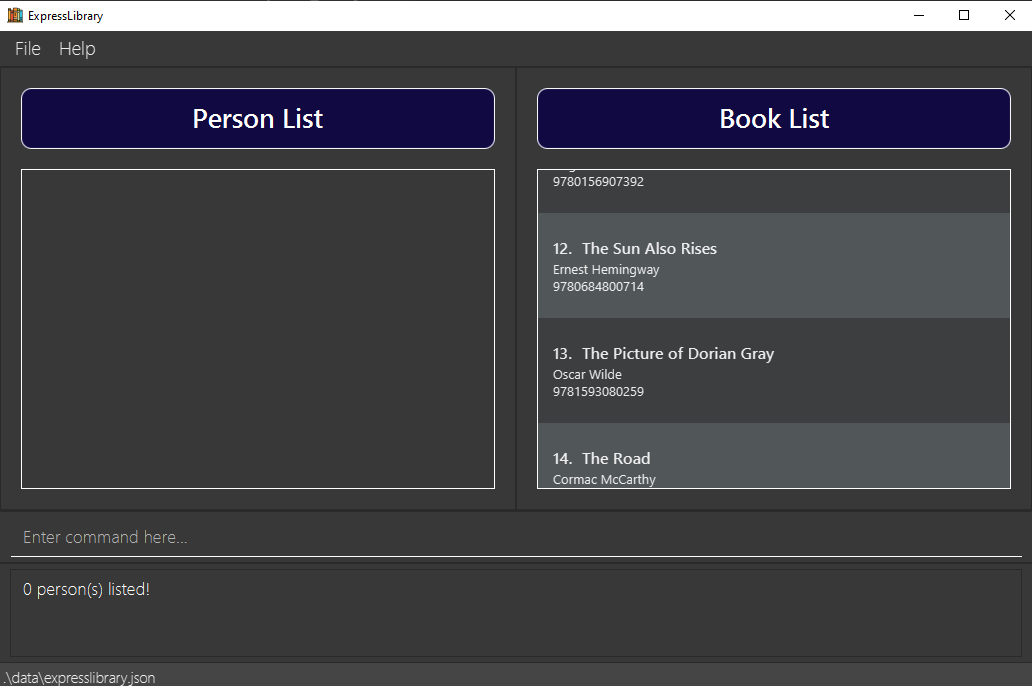 ExpressLibrary
File Help
Person List
Book List
9780156907392
12. The Sun Also Rises
Ernest Hemingway
9780684800714
13. The Picture of Dorian Gray
Oscar Wilde
9781593080259
14. The Road
Cormac McCarthy
Enter command here...
0 person(s) listed!
.\data\expresslibrary.json